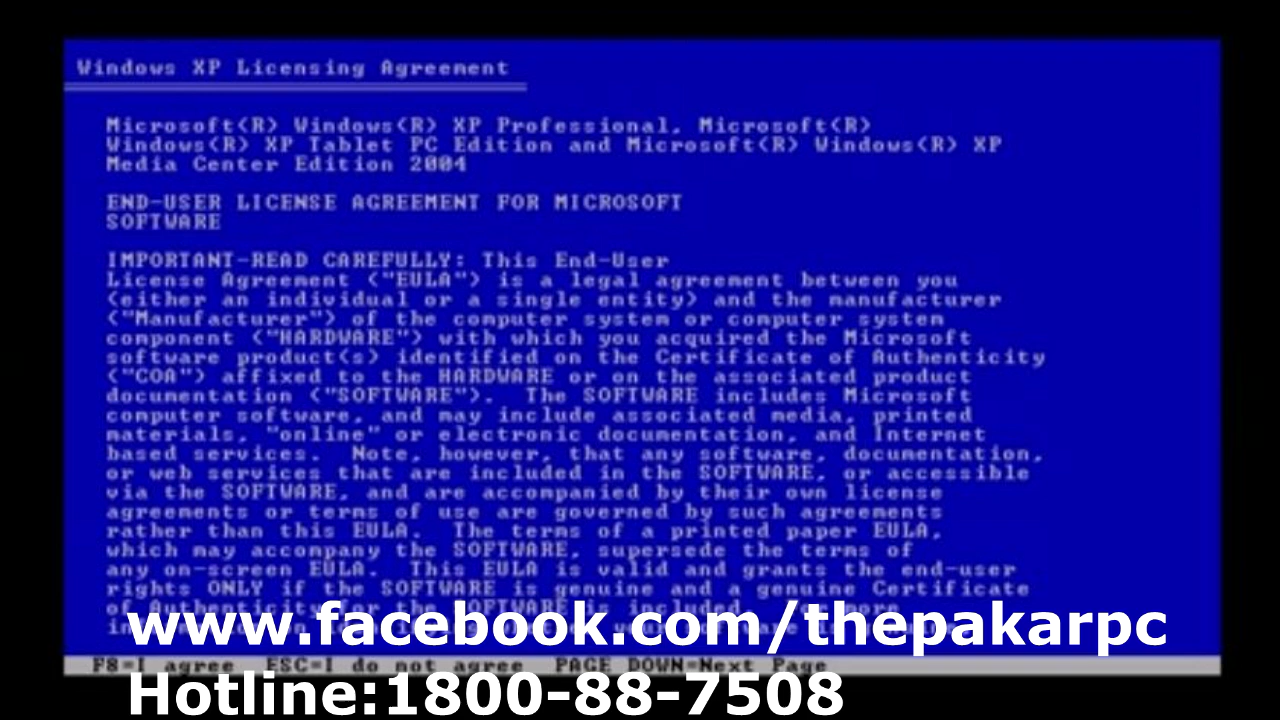 Windows XP Licensing Agreement
Microsoft(R) Windows(R) XP Professional, Microsoft(R)
Windows(R) XP Tablet PC Edition and Microsoft(R) Windows(R) XP
Media Center Edition 2004
END-USER LICENSE AGREEMENT FOR MICROSOFT
SOFTWARE
IMPORTANT-READ CAREFULLY: This End-User
License Agreement ("EULA") is a legal agreement between you
(either an individual or a single entity) and the manufacturer
("Manufacturer") of the computer system or computer system
component ("HARDWARE") with which you acquired the Microsoft
software product(s) identified on the Certificate of Authenticity
("COA") affixed to the HARDWARE or on the associated product
documentation ("SOFTWARE").  The SOFTWARE includes Microsoft
computer software, and may include associated media, printed
materials, "online" or electronic documentation, and Internet
based services.  Note, however, that any software, documentation,
or web services that are included in the SOFTWARE, or accessible
via the SOFTWARE, and are accompanied by their own license
agreements or terms of use are governed by such agreements
rather than this EULA.  The terms of a printed paper EULA,
which may accompany the SOFTWARE, supersede the terms of
any on-screen EULA.  This EULA is valid and grants the end-user
rights ONLY if the SOFTWARE is genuine and a genuine Certificate
of Authenticity for the SOFTWARE is included.
www.facebook.com/thepakarpc
F8=I agree  ESC=I do not agree  PAGE DOWN=Next Page
Hotline:1800-88-7508